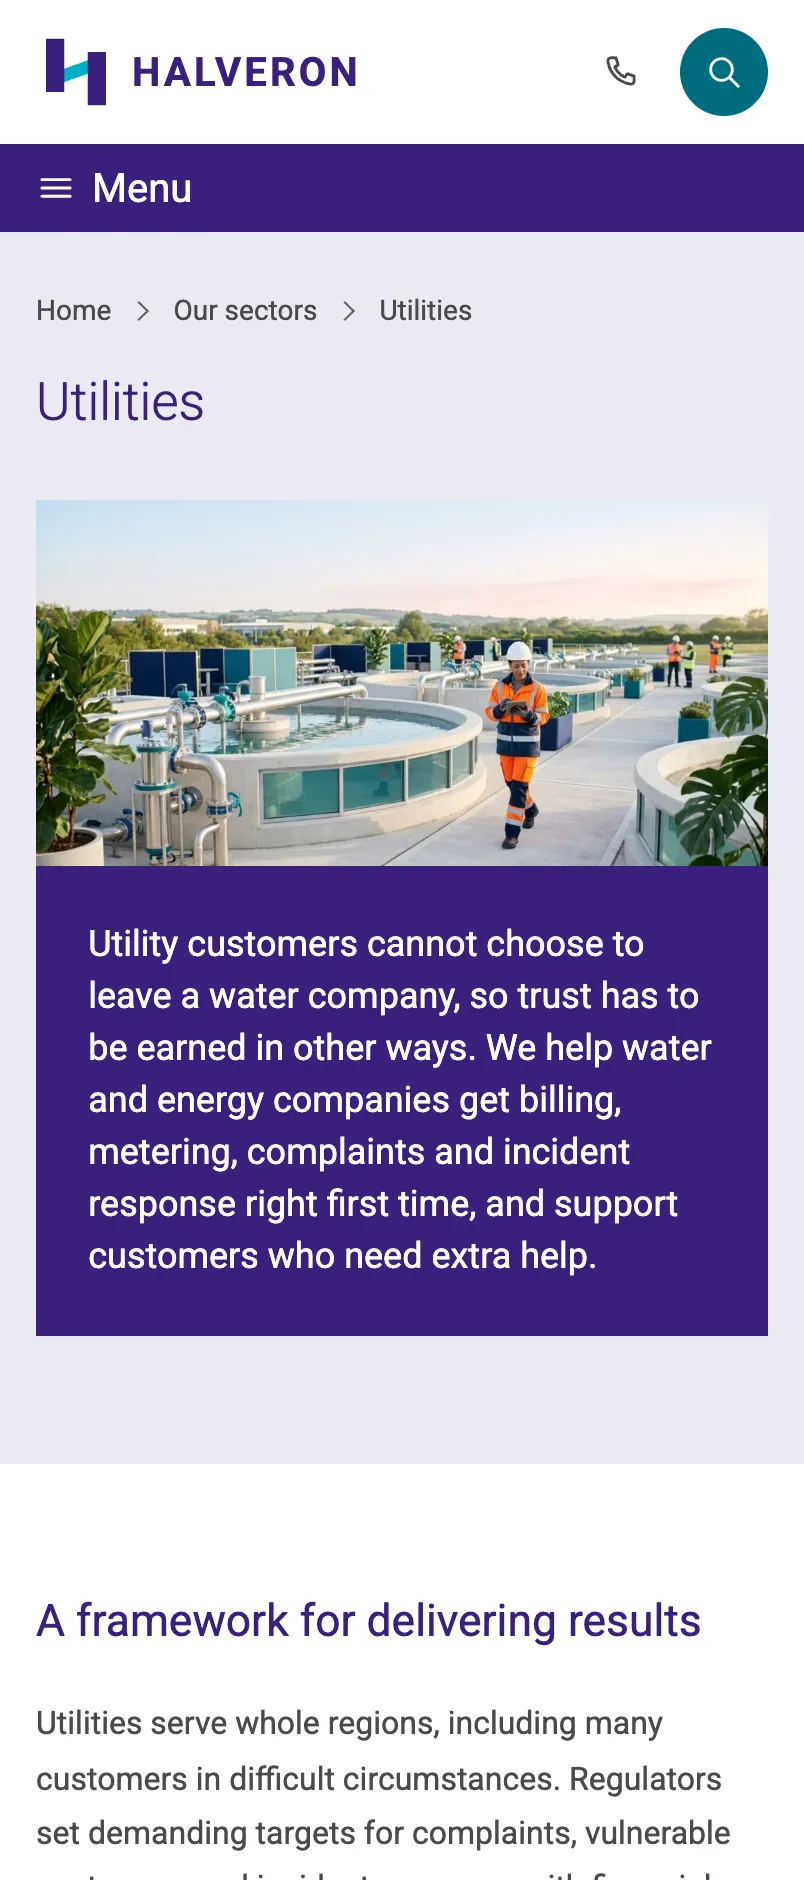 HALVERON
Menu
Home > Our sectors > Utilities
Utilities
Utility customers cannot choose to
leave a water company, so trust has to
be earned in other ways. We help water
and energy companies get billing,
metering, complaints and incident
response right first time, and support
customers who need extra help.
A framework for delivering results
Utilities serve whole regions, including many
customers in difficult circumstances. Regulators
set demanding targets for complaints, vulnerable